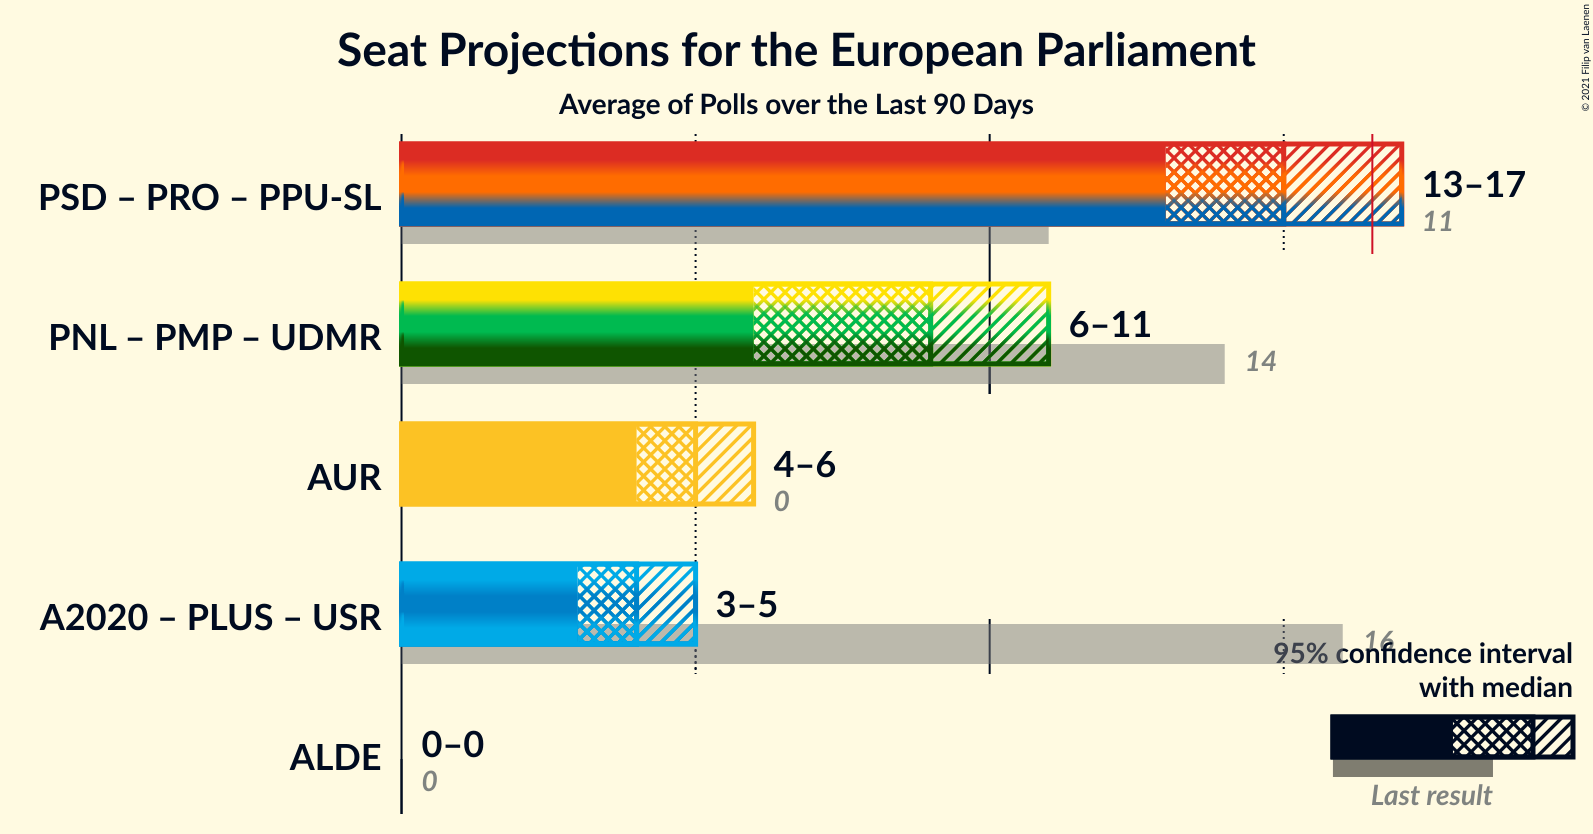 Seat Projections for the European Parliament
Average of Polls over the Last 90 Days
© 2021 Filip van Laenen
PSD – PRO – PPU-SL
13–17
11
PNL – PMP – UDMR
6–11
14
AUR
4–6
0
A2020 – PLUS – USR
3–5
16
95% confidence interval
with median
Last result
ALDE
0–0
0